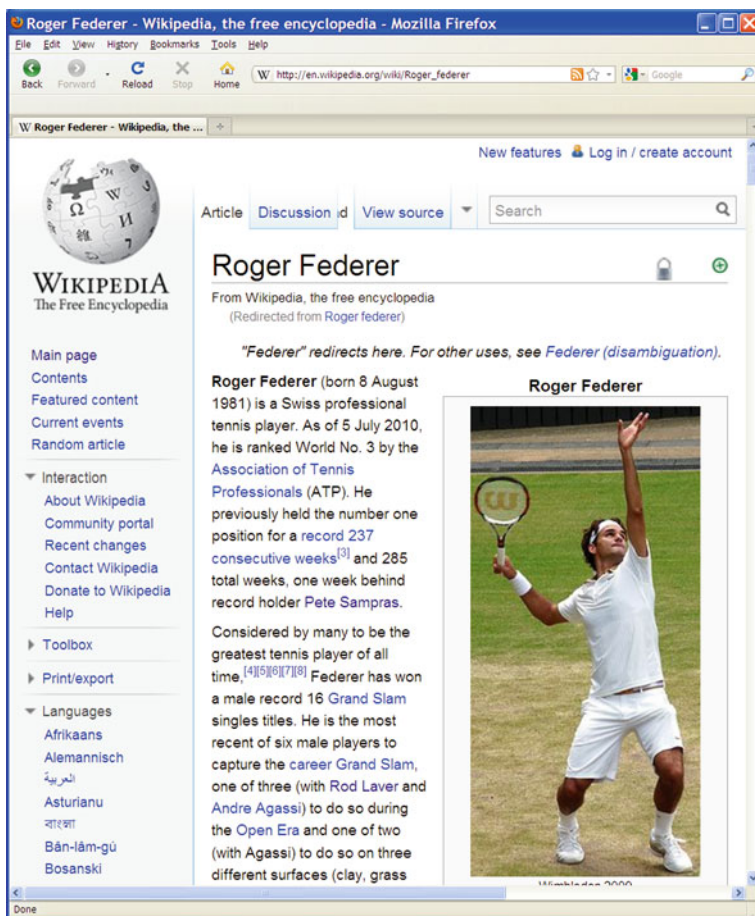 Roger Federer - Wikipedia, the free encyclopedia - Mozilla Firefox
File Edit View History Bookmarks Tools Help
Back Forward Reload Stop Home
W http://en.wikipedia.org/wiki/Roger_federer
Google
W Roger Federer - Wikipedia, the ...
New features Log in / create account
Article Discussion d View source Search
WIKIPEDIA
The Free Encyclopedia
Main page
Contents
Featured content
Current events
Random article
Interaction
About Wikipedia
Community portal
Recent changes
Contact Wikipedia
Donate to Wikipedia
Help
Toolbox
Print/export
Languages
Afrikaans
Alemannisch
العربية
Asturianu
বাংলা
Bân-lâm-gú
Bosanski
Roger Federer
From Wikipedia, the free encyclopedia
(Redirected from Roger federer)
"Federer" redirects here. For other uses, see Federer (disambiguation).
Roger Federer (born 8 August
1981) is a Swiss professional
tennis player. As of 5 July 2010,
he is ranked World No. 3 by the
Association of Tennis
Professionals (ATP). He
previously held the number one
position for a record 237
consecutive weeks[3] and 285
total weeks, one week behind
record holder Pete Sampras.
Considered by many to be the
greatest tennis player of all
time,[4][5][6][7][8] Federer has won
a male record 16 Grand Slam
singles titles. He is the most
recent of six male players to
capture the career Grand Slam,
one of three (with Rod Laver and
Andre Agassi) to do so during
the Open Era and one of two
(with Agassi) to do so on three
different surfaces (clay, grass
Roger Federer
Wimbledon 2009
Done